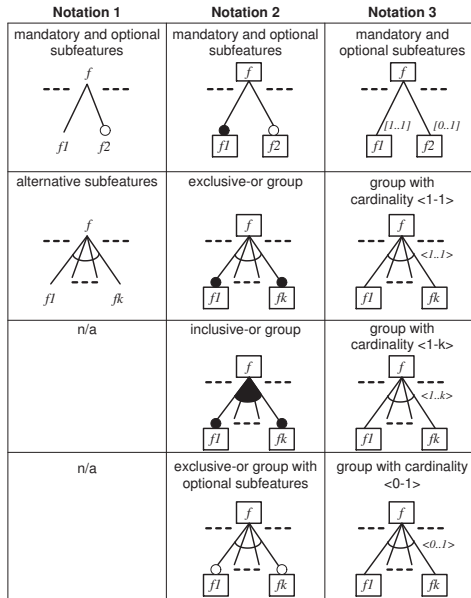 Notation 1 Notation 2 Notation 3
mandatory and optional
subfeatures
f
f1 f2
mandatory and optional
subfeatures
f
f1 f2
mandatory and
optional subfeatures
f
[1..1] [0..1]
f1 f2
alternative subfeatures
f
f1 fk
exclusive-or group
f
f1 fk
group with
cardinality <1-1>
f
<1..1>
f1 fk
n/a
inclusive-or group
f
f1 fk
group with
cardinality <1-k>
f
<1..k>
f1 fk
n/a
exclusive-or group with
optional subfeatures
f
f1 fk
group with cardinality
<0-1>
f
<0..1>
f1 fk